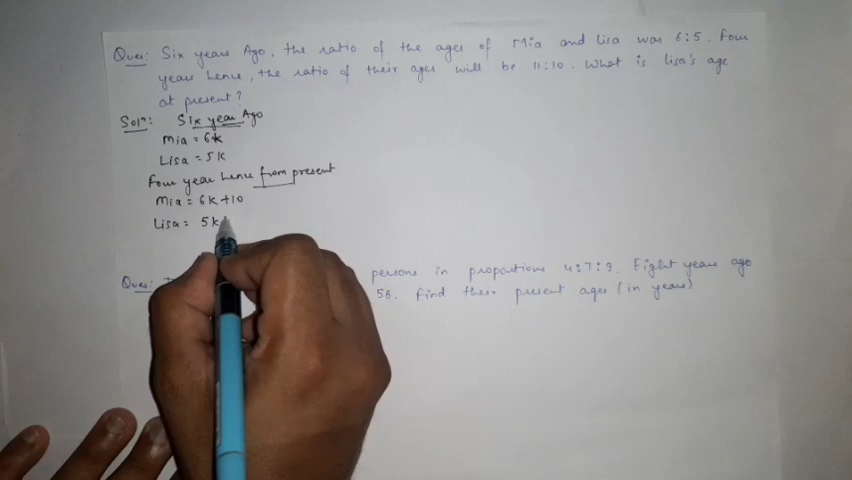 Ques: Six years Ago, the ratio of the ages of Mia and Lisa was 6:5. Four
years hence, the ratio of their ages will be 11:10. What is Lisa's age
at present?
Solⁿ: Six year Ago
Mia = 6k
Lisa = 5k
Four year hence from present
Mia = 6k+10
Lisa = 5k
Ques:
persons in proportions 4:7:9. Eight years ago
56. Find their present ages (in years)